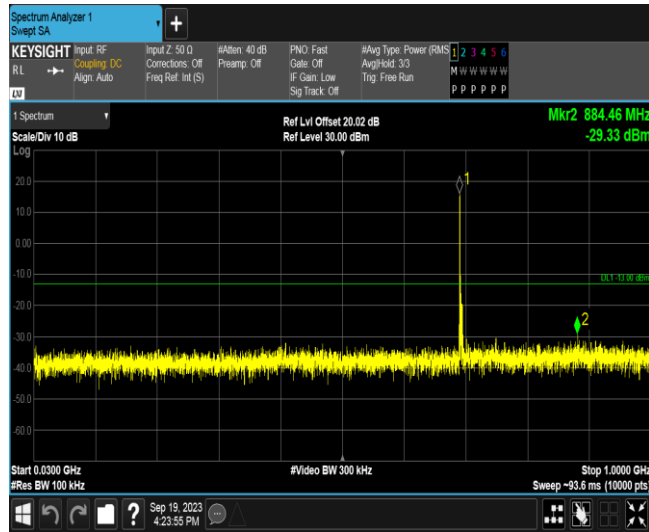 Spectrum Analyzer 1
Swept SA
+
KEYSIGHT
RL
LXI
Input: RF
Coupling: DC
Align: Auto
Input Z: 50 Ω
Corrections: Off
Freq Ref: Int (S)
#Atten: 40 dB
Preamp: Off
PNO: Fast
Gate: Off
IF Gain: Low
Sig Track: Off
#Avg Type: Power (RMS
Avg|Hold: 3/3
Trig: Free Run
1 2 3 4 5 6
M W W W W W
P P P P P P
1 Spectrum
Scale/Div 10 dB
Log
Ref Lvl Offset 20.02 dB
Ref Level 30.00 dBm
Mkr2 884.46 MHz
-29.33 dBm
1
20.0
10.0
0.00
-10.0
DL1 -13.00 dBm
-20.0
2
-30.0
-40.0
-50.0
-60.0
Start 0.0300 GHz
#Res BW 100 kHz
#Video BW 300 kHz
Stop 1.0000 GHz
Sweep ~93.6 ms (10000 pts)
?
Sep 19, 2023
4:23:55 PM